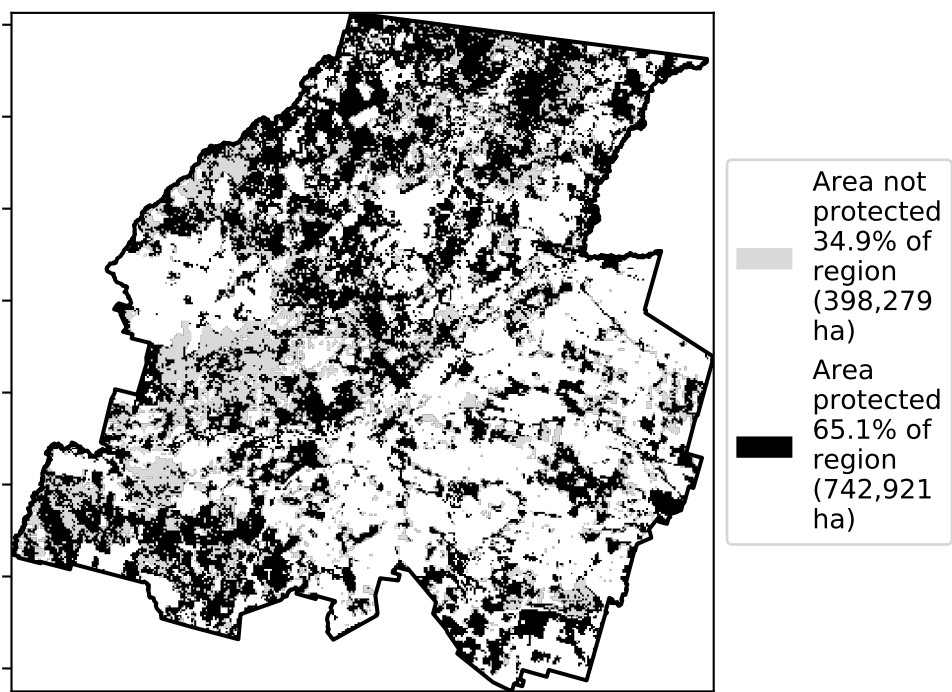 Area not
protected
34.9% of
region
(398,279
ha)
Area
protected
65.1% of
region
(742,921
ha)